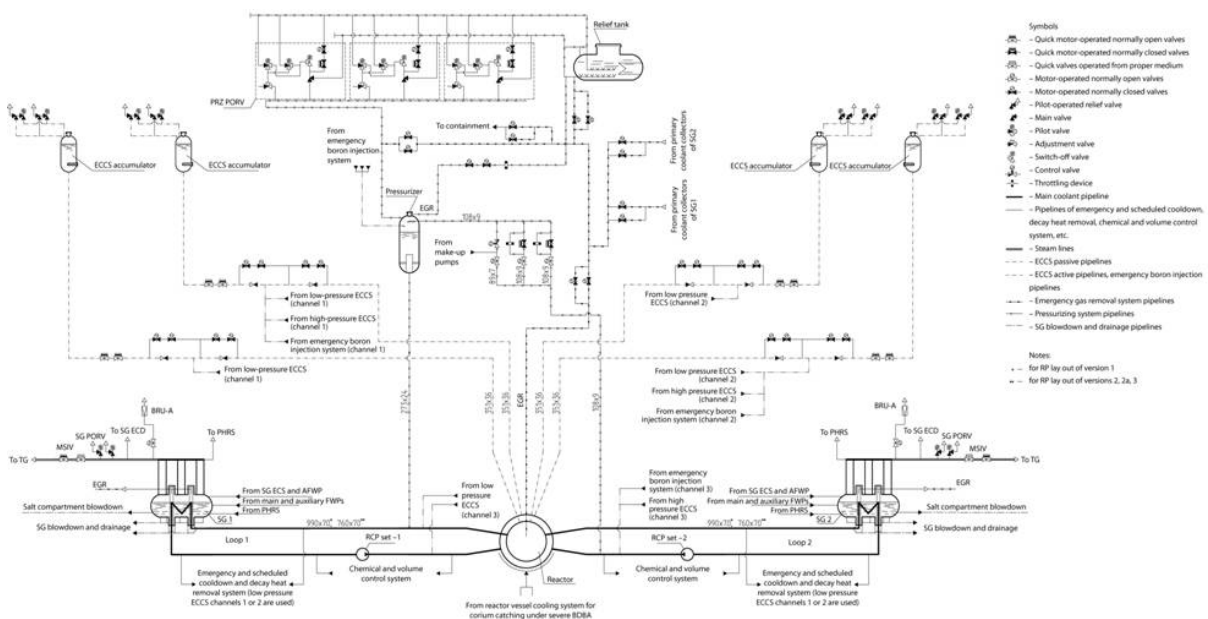 Relief tank
PRZ PORV
To containment
From
emergency
boron injection
system
Pressurizer
EGR
108x9
From
make-up
pumps
89x7
108x9
108x9
From primary
coolant collectors
of SG2
From primary
coolant collectors
of SG1
ECCS accumulator
ECCS accumulator
ECCS accumulator
ECCS accumulator
From low-pressure ECCS
(channel 1)
From high-pressure ECCS
(channel 1)
From emergency boron
injection system (channel 1)
From low-pressure ECCS
(channel 1)
From low-pressure
ECCS (channel 2)
From low pressure ECCS
(channel 2)
From high pressure ECCS
(channel 2)
From emergency boron
injection system (channel 2)
273x24
353x36
353x36
EGR
353x36
353x36
108x9
BRU-A
To SG ECD
To PHRS
SG PORV
MSIV
To TG
EGR
From SG ECS and AFWP
From main and auxiliary FWPs
From PHRS
Salt compartment blowdown
SG 1
SG blowdown and drainage
990x70* 760x70**
Loop 1
RCP set –1
From low
pressure
ECCS
(channel 3)
Chemical and volume
control system
Emergency and scheduled
cooldown and decay heat
removal system (low pressure
ECCS channels 1 or 2 are used)
Reactor
From reactor vessel cooling system for
corium catching under severe BDBA
From emergency
boron injection
system (channel 3)
From high
pressure ECCS
(channel 3)
990x70* 760x70**
RCP set –2
Loop 2
Chemical and volume
control system
Emergency and scheduled
cooldown and decay heat
removal system (low pressure
ECCS channels 1 or 2 are used)
BRU-A
To PHRS
To SG ECD
SG PORV
MSIV
To TG
EGR
From SG ECS and AFWP
From main and auxiliary FWPs
From PHRS
SG 2
Salt compartment blowdown
SG blowdown and drainage
Symbols
– Quick motor-operated normally open valves
– Quick motor-operated normally closed valves
– Quick valves operated from proper medium
– Motor-operated normally open valves
– Motor-operated normally closed valves
– Pilot-operated relief valve
– Main valve
– Pilot valve
– Adjustment valve
– Switch-off valve
– Control valve
– Throttling device
– Main coolant pipeline
– Pipelines of emergency and scheduled cooldown,
decay heat removal, chemical and volume control
system, etc.
– Steam lines
– ECCS passive pipelines
– ECCS active pipelines, emergency boron injection
pipelines
– Emergency gas removal system pipelines
– Pressurizing system pipelines
– SG blowdown and drainage pipelines
Notes:
* – for RP lay out of version 1
** – for RP lay out of versions 2, 2a, 3